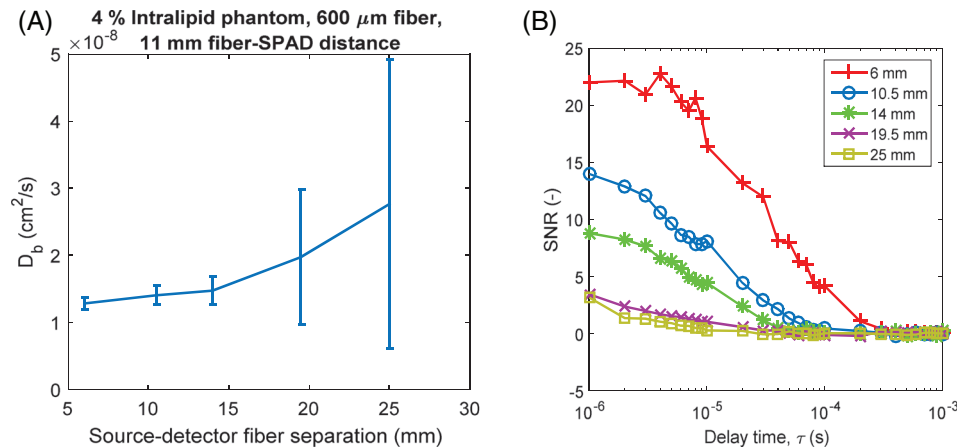 (A)
4 % Intralipid phantom, 600 μm fiber,
11 mm fiber-SPAD distance
×10⁻⁸
5
4
3
2
1
0
D_b (cm²/s)
5 10 15 20 25 30
Source-detector fiber separation (mm)
(B)
25
20
15
10
5
0
-5
SNR (-)
6 mm
10.5 mm
14 mm
19.5 mm
25 mm
10⁻⁶ 10⁻⁵ 10⁻⁴ 10⁻³
Delay time, τ (s)